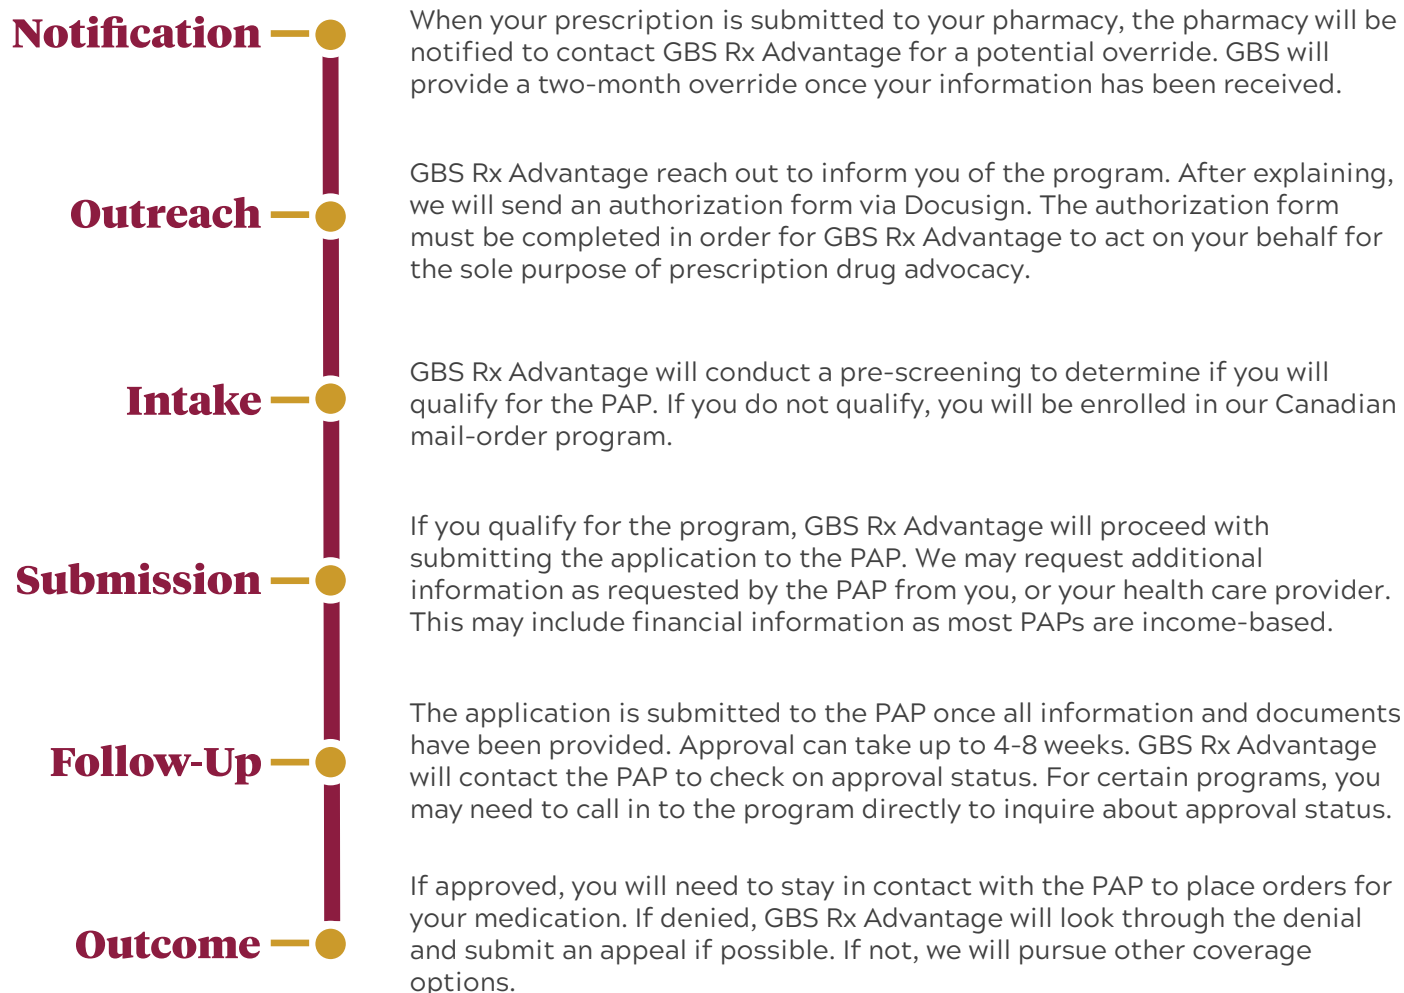 Notification
When your prescription is submitted to your pharmacy, the pharmacy will be
notified to contact GBS Rx Advantage for a potential override. GBS will
provide a two-month override once your information has been received.
Outreach
GBS Rx Advantage reach out to inform you of the program. After explaining,
we will send an authorization form via Docusign. The authorization form
must be completed in order for GBS Rx Advantage to act on your behalf for
the sole purpose of prescription drug advocacy.
Intake
GBS Rx Advantage will conduct a pre-screening to determine if you will
qualify for the PAP. If you do not qualify, you will be enrolled in our Canadian
mail-order program.
Submission
If you qualify for the program, GBS Rx Advantage will proceed with
submitting the application to the PAP. We may request additional
information as requested by the PAP from you, or your health care provider.
This may include financial information as most PAPs are income-based.
Follow-Up
The application is submitted to the PAP once all information and documents
have been provided. Approval can take up to 4-8 weeks. GBS Rx Advantage
will contact the PAP to check on approval status. For certain programs, you
may need to call in to the program directly to inquire about approval status.
Outcome
If approved, you will need to stay in contact with the PAP to place orders for
your medication. If denied, GBS Rx Advantage will look through the denial
and submit an appeal if possible. If not, we will pursue other coverage
options.